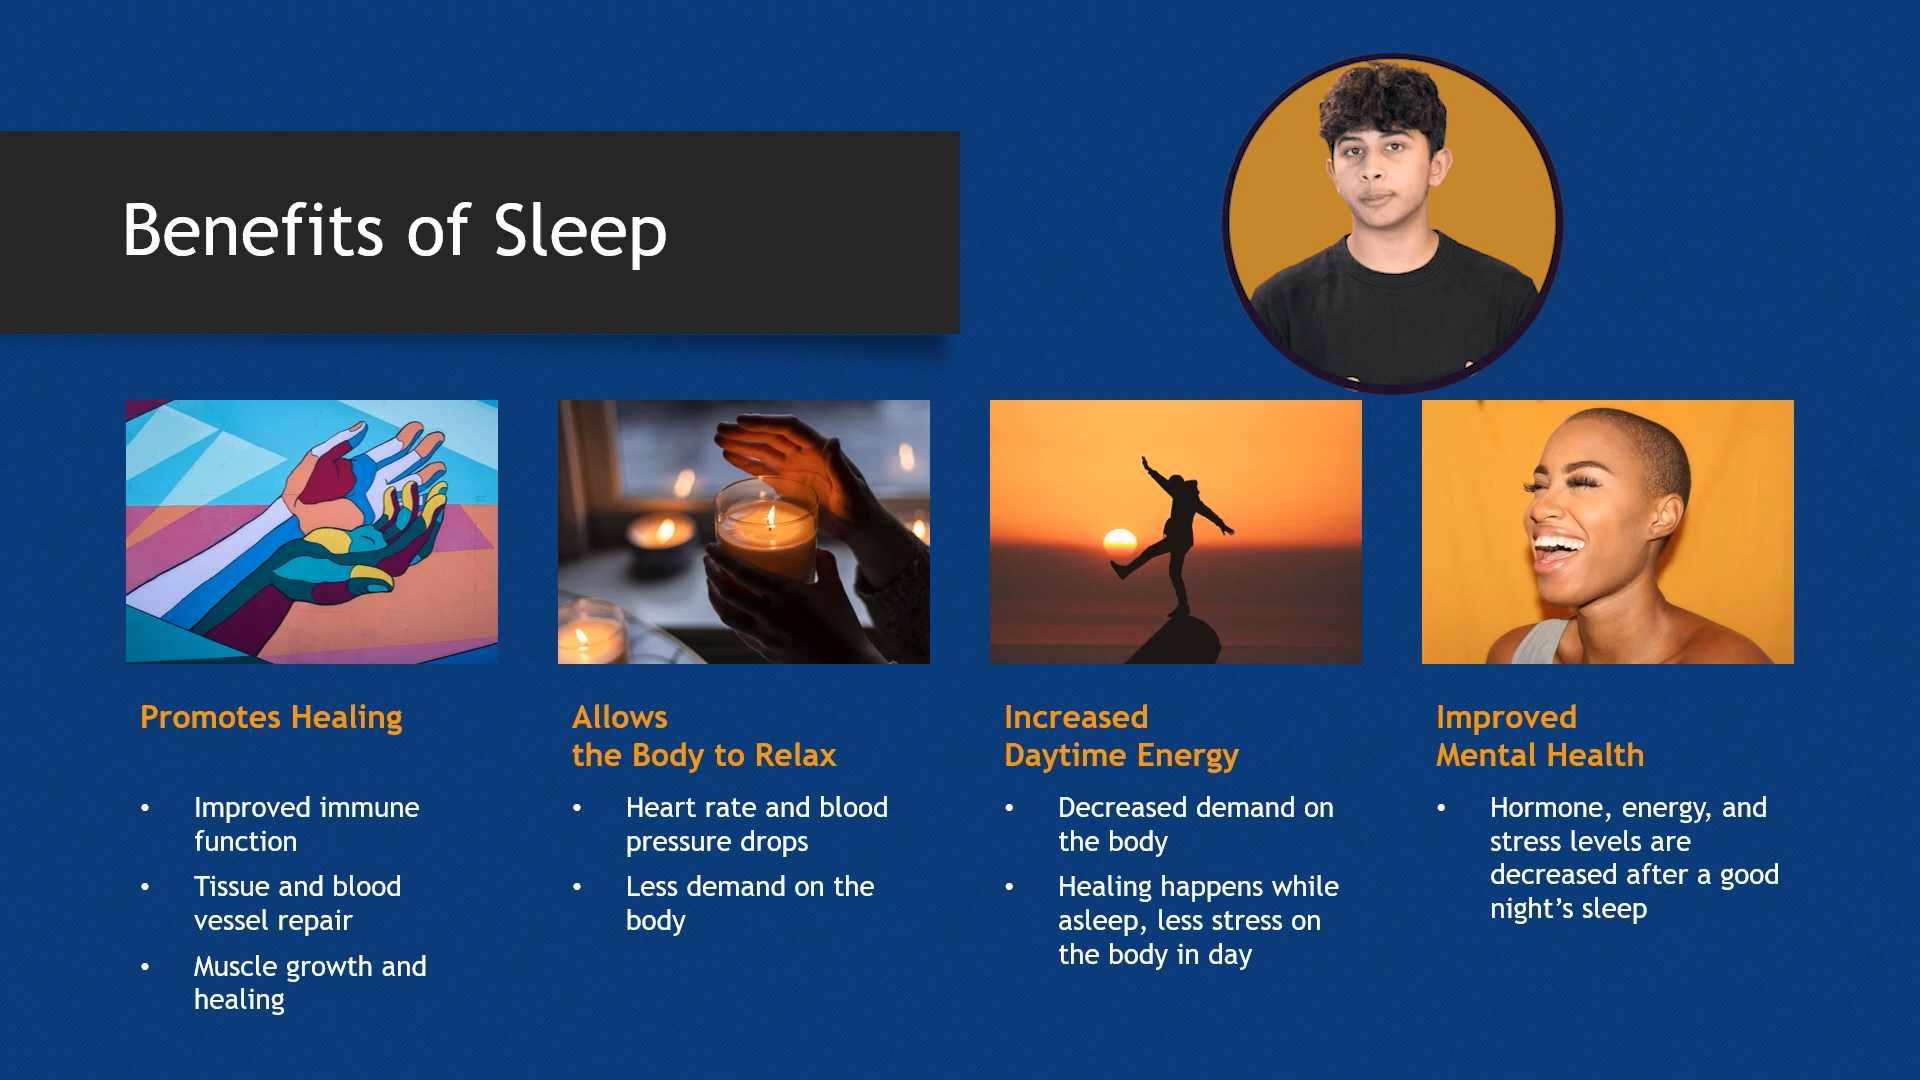 Benefits of Sleep
Promotes Healing
• Improved immune
function
• Tissue and blood
vessel repair
• Muscle growth and
healing
Allows
the Body to Relax
• Heart rate and blood
pressure drops
• Less demand on the
body
Increased
Daytime Energy
• Decreased demand on
the body
• Healing happens while
asleep, less stress on
the body in day
Improved
Mental Health
• Hormone, energy, and
stress levels are
decreased after a good
night’s sleep